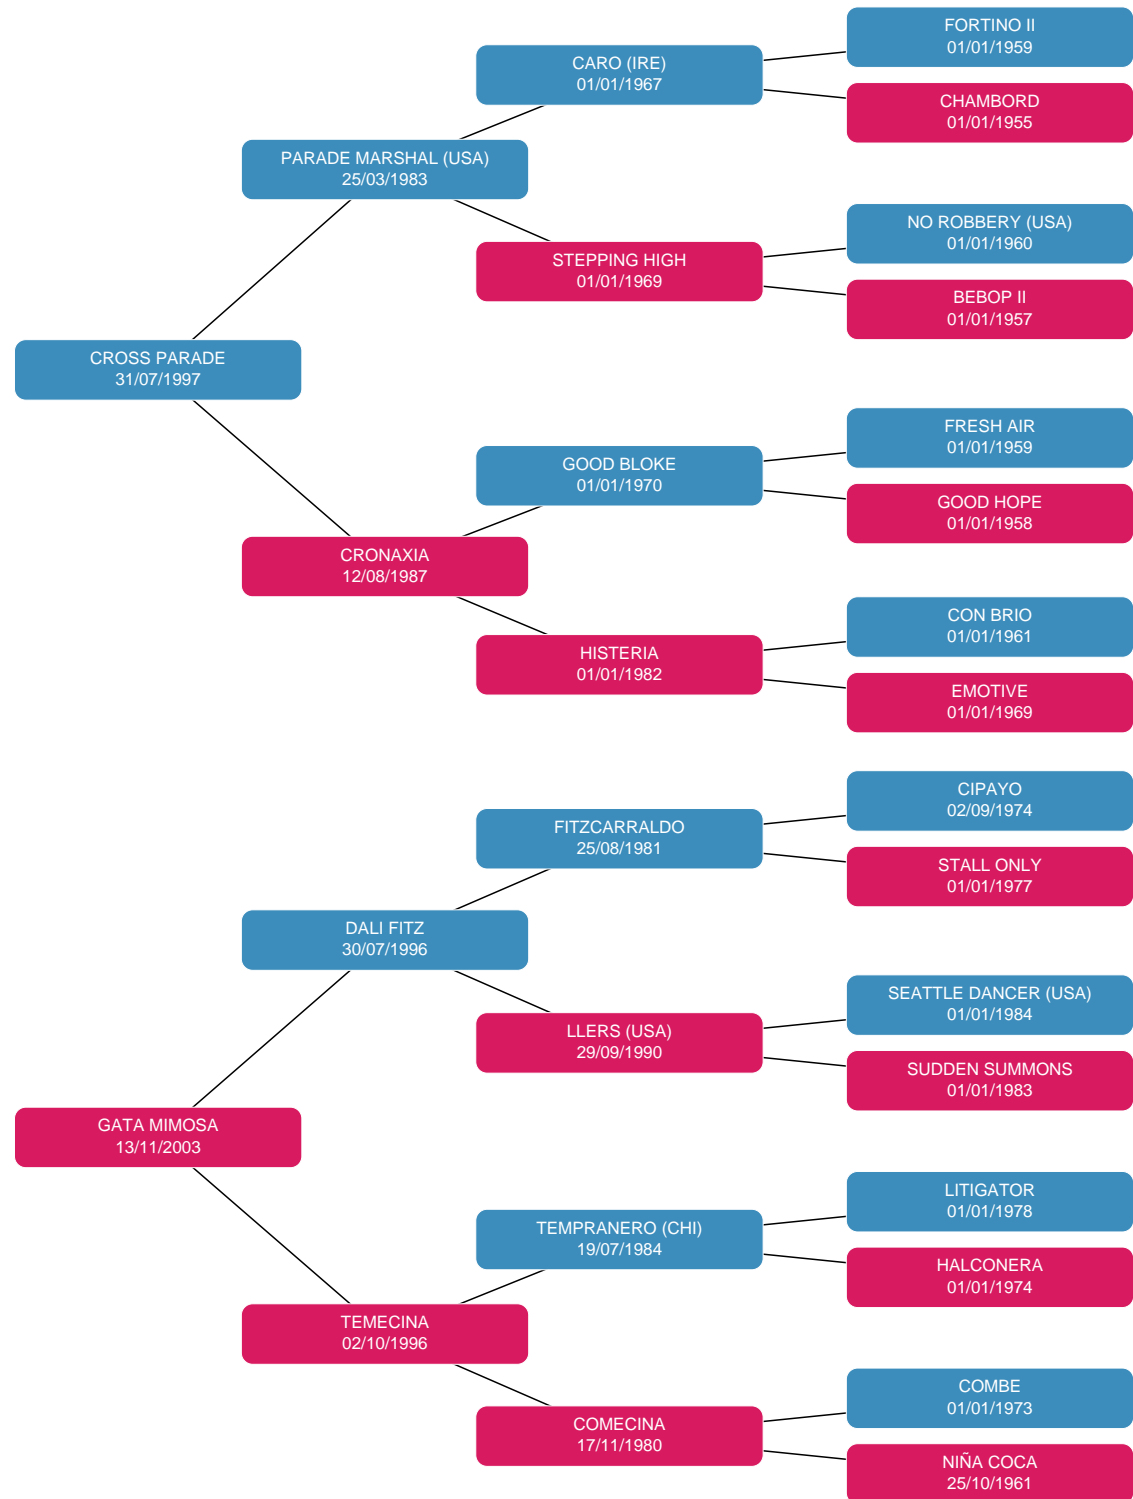 FORTINO II
01/01/1959
CARO (IRE)
01/01/1967
CHAMBORD
01/01/1955
PARADE MARSHAL (USA)
25/03/1983
NO ROBBERY (USA)
01/01/1960
STEPPING HIGH
01/01/1969
BEBOP II
01/01/1957
CROSS PARADE
31/07/1997
FRESH AIR
01/01/1959
GOOD BLOKE
01/01/1970
GOOD HOPE
01/01/1958
CRONAXIA
12/08/1987
CON BRIO
01/01/1961
HISTERIA
01/01/1982
EMOTIVE
01/01/1969
CIPAYO
02/09/1974
FITZCARRALDO
25/08/1981
STALL ONLY
01/01/1977
DALI FITZ
30/07/1996
SEATTLE DANCER (USA)
01/01/1984
LLERS (USA)
29/09/1990
SUDDEN SUMMONS
01/01/1983
GATA MIMOSA
13/11/2003
LITIGATOR
01/01/1978
TEMPRANERO (CHI)
19/07/1984
HALCONERA
01/01/1974
TEMECINA
02/10/1996
COMBE
01/01/1973
COMECINA
17/11/1980
NIÑA COCA
25/10/1961